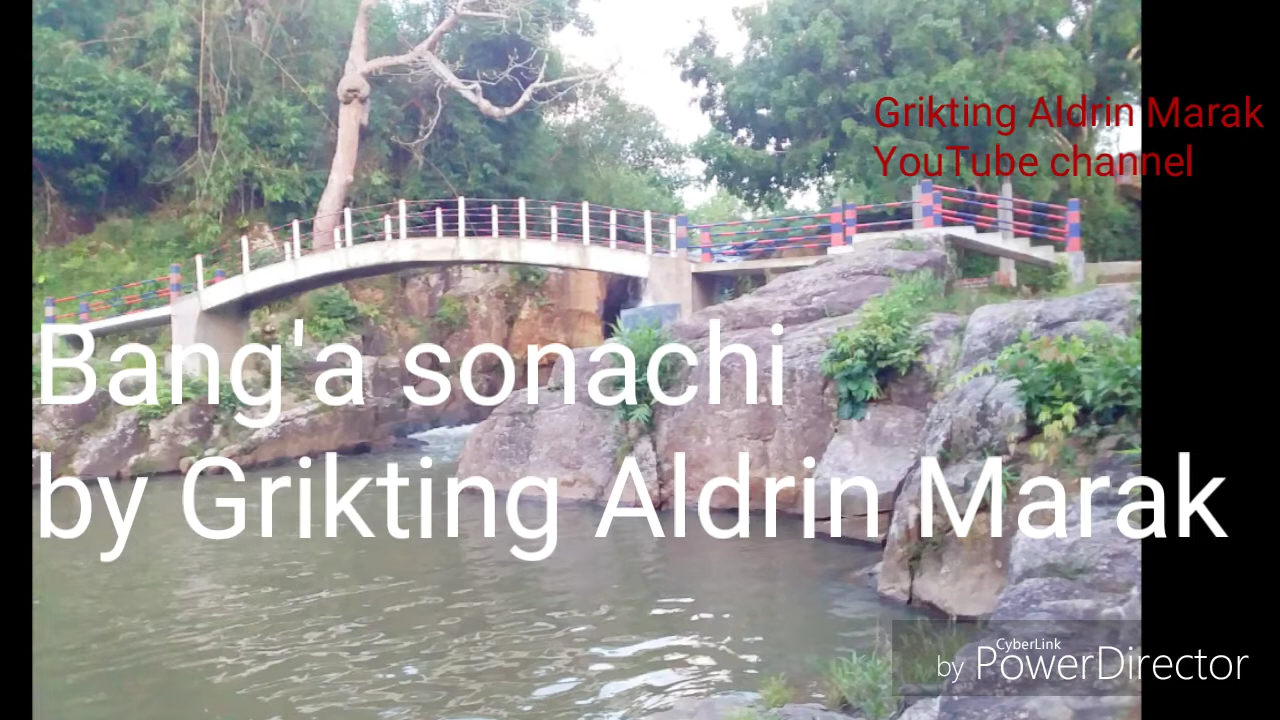 Grikting Aldrin Marak
YouTube channel
Bang'a sonachi
by Grikting Aldrin Marak
CyberLink
by PowerDirector